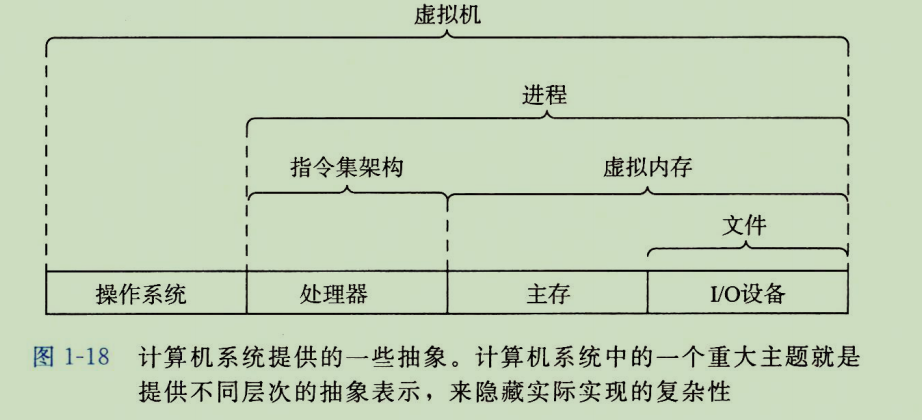 虚拟机
进程
指令集架构
虚拟内存
文件
操作系统
处理器
主存
I/O设备
图 1-18 计算机系统提供的一些抽象。计算机系统中的一个重大主题就是
提供不同层次的抽象表示，来隐藏实际实现的复杂性